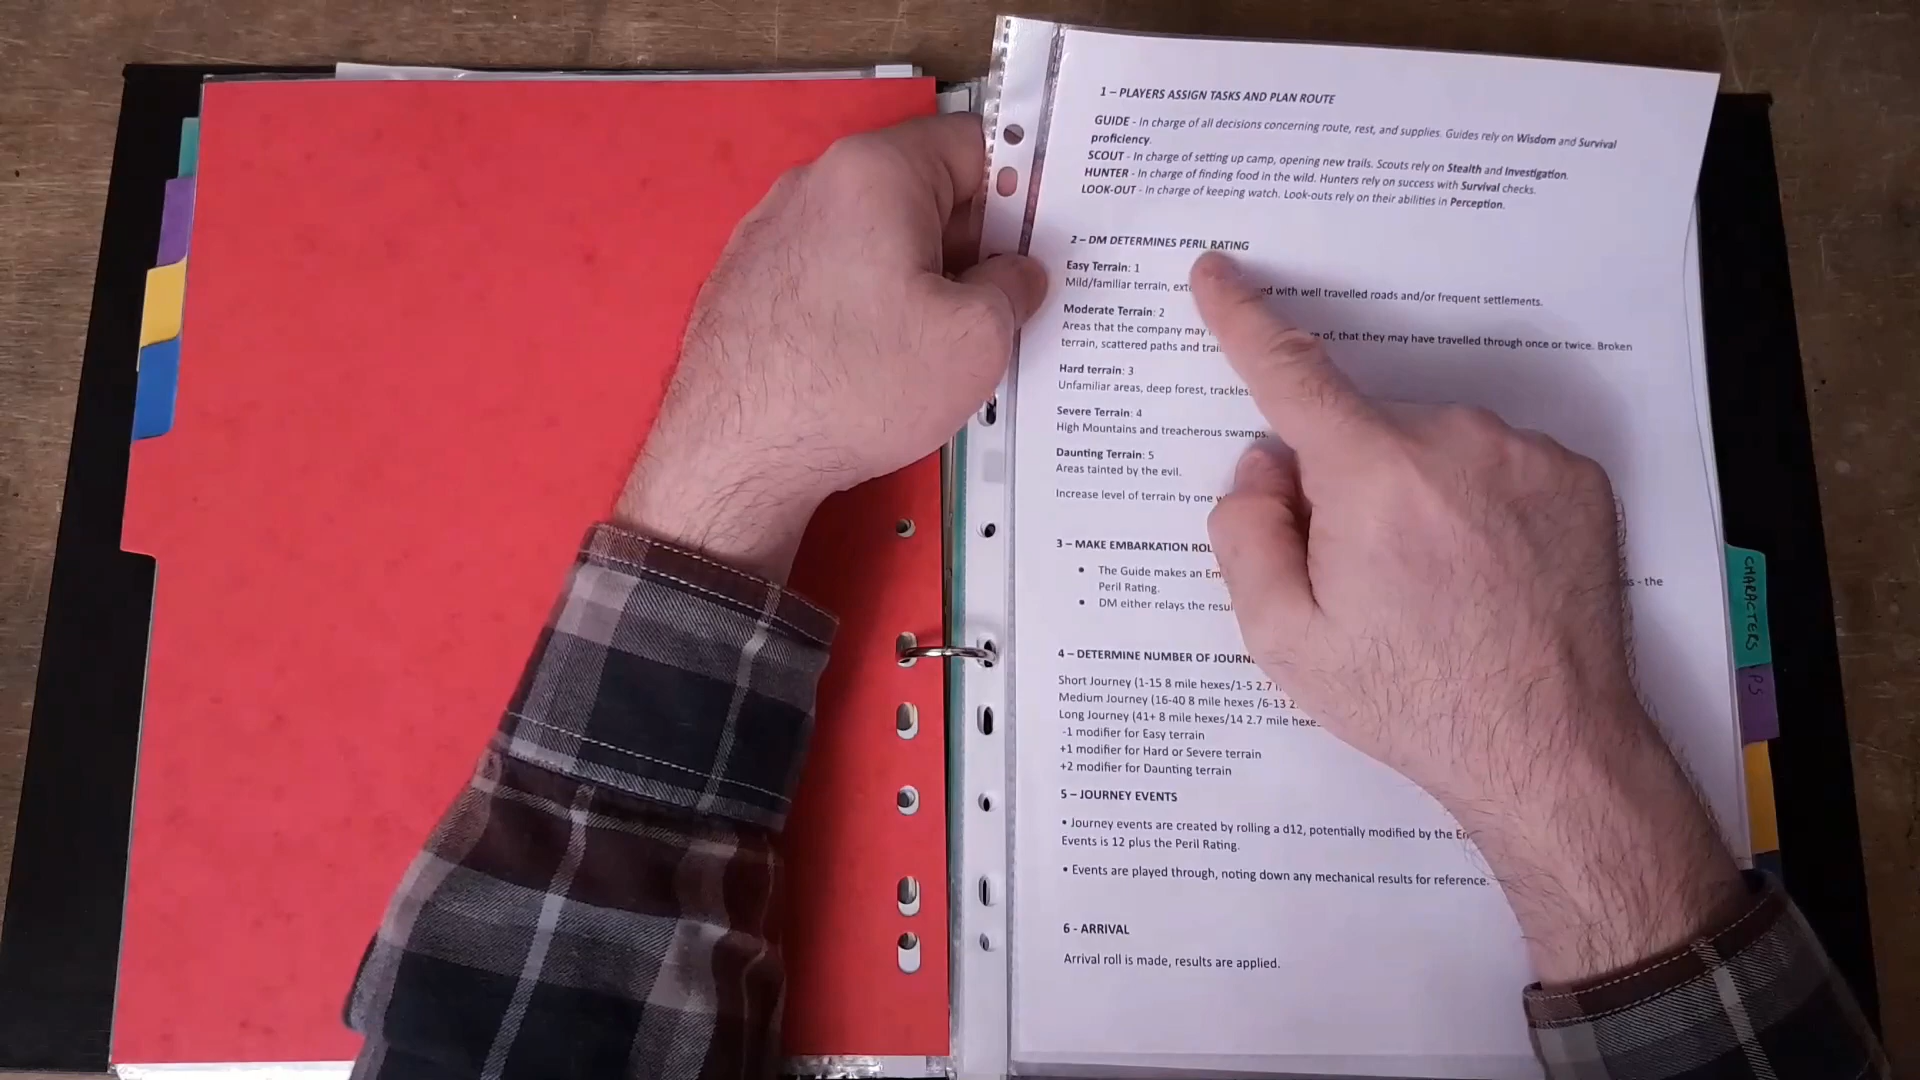 1 – PLAYERS ASSIGN TASKS AND PLAN ROUTE
GUIDE - In charge of all decisions concerning route, rest, and supplies. Guides rely on Wisdom and Survival
proficiency.
SCOUT - In charge of setting up camp, opening new trails. Scouts rely on Stealth and Investigation.
HUNTER - In charge of finding food in the wild. Hunters rely on success with Survival checks.
LOOK-OUT - In charge of keeping watch. Look-outs rely on their abilities in Perception.
2 – DM DETERMINES PERIL RATING
Easy Terrain: 1
Mild/familiar terrain, with well travelled roads and/or frequent settlements.
Moderate Terrain: 2
Areas that the company may of, that they may have travelled through once or twice. Broken
terrain, scattered paths and
Hard terrain: 3
Unfamiliar areas, deep forest,
Severe Terrain: 4
High Mountains and treacherous swamps.
Daunting Terrain: 5
Areas tainted by the evil.
Increase level of terrain by one
3 – MAKE EMBARKATION
• The Guide makes an - the
Peril Rating.
• DM either relays the
4 – DETERMINE NUMBER OF
Short Journey (1-15 8 mile hexes/1-5 2.7
Medium Journey (16-40 8 mile hexes /6-13
Long Journey (41+ 8 mile hexes/14 2.7 mile
-1 modifier for Easy terrain
+1 modifier for Hard or Severe terrain
+2 modifier for Daunting terrain
5 – JOURNEY EVENTS
• Journey events are created by rolling a d12, potentially modified by the
Events is 12 plus the Peril Rating.
• Events are played through, noting down any mechanical results for reference.
6 - ARRIVAL
Arrival roll is made, results are applied.
CHARACTERS